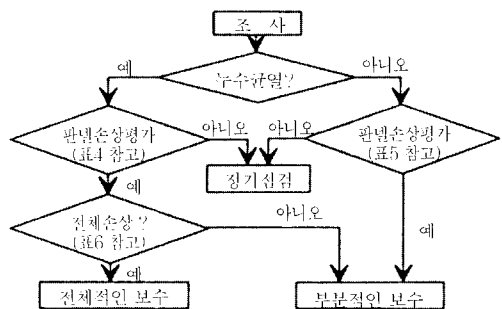 조 사
예
누수균열?
아니오
판넬손상평가
(표4 참고)
아니오
아니오
판넬손상평가
(표5 참고)
정기점검
예
전체손상?
(표6 참고)
아니오
예
예
전체적인 보수
부분적인 보수